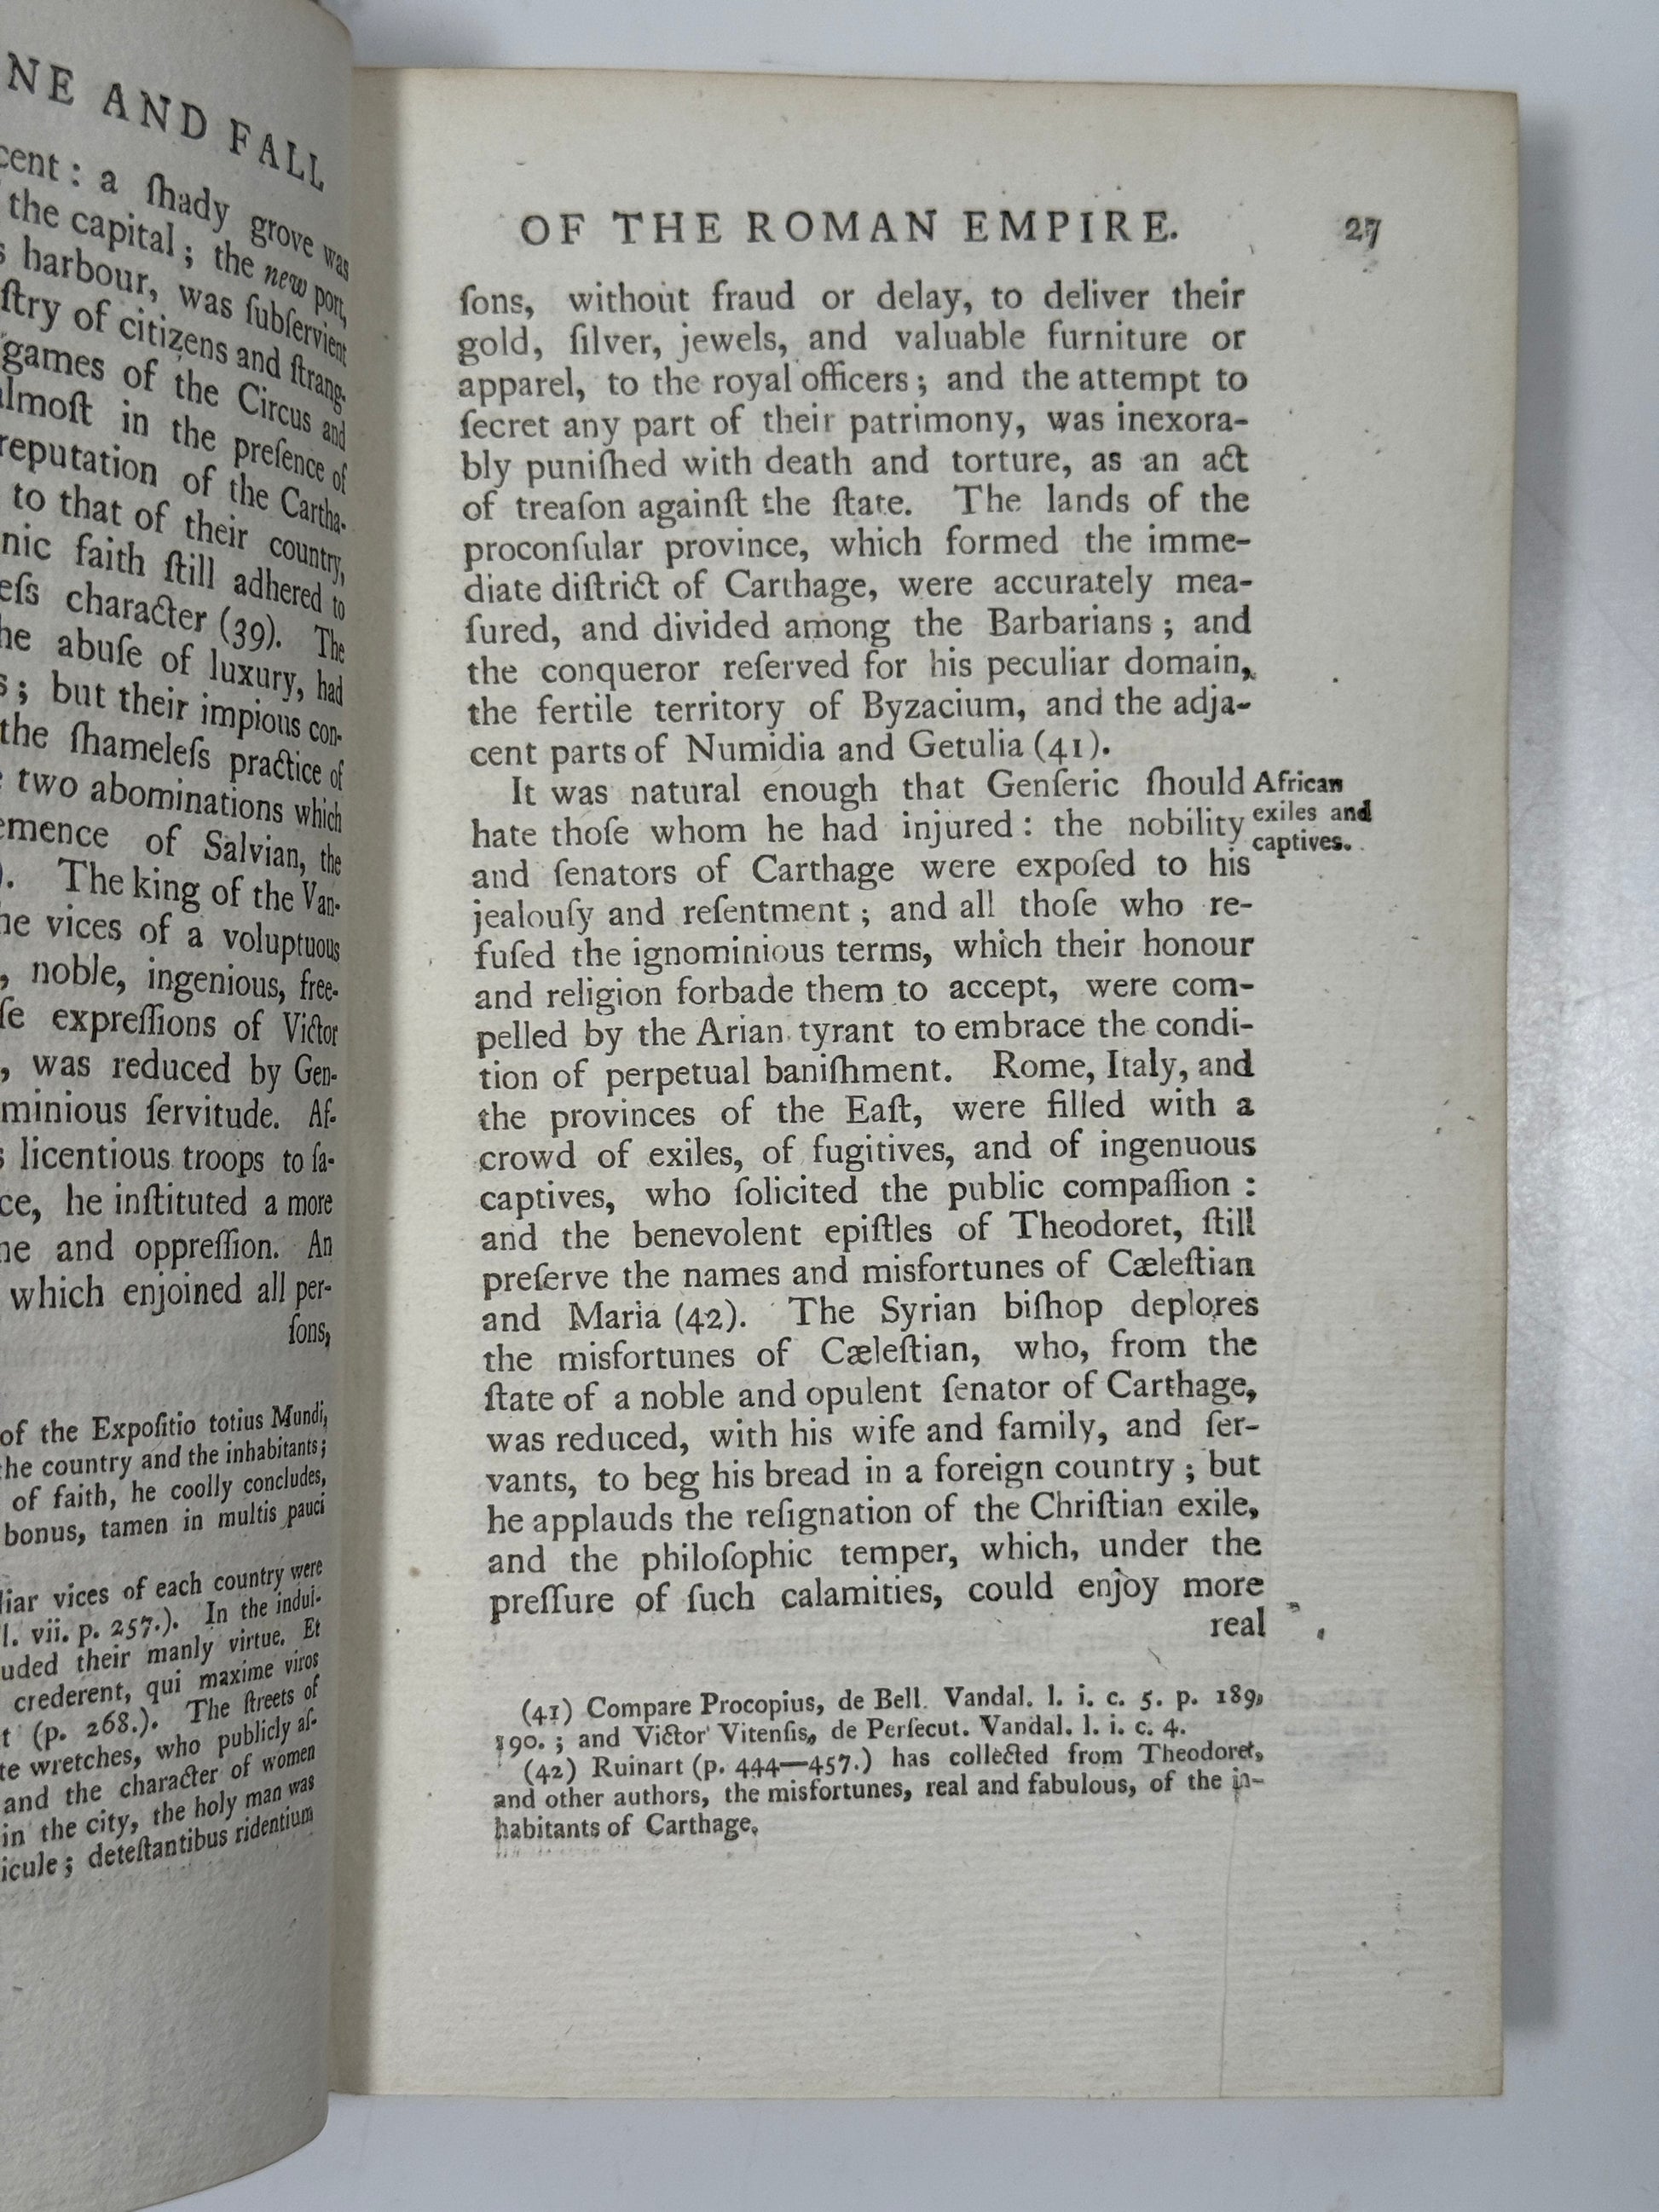 NE AND FALL
cent : a ſhady grove was
the capital ; the new port,
harbour, was ſubſervient
ſtry of citizens and ſtrang-
games of the Circus and
almoſt in the preſence of
reputation of the Cartha-
to that of their country,
nic faith ſtill adhered to
eſs character (39). The
he abuſe of luxury, had
s ; but their impious con-
the ſhameleſs practice of
two abominations which
emence of Salvian, the
). The king of the Van-
he vices of a voluptuous
, noble, ingenious, free-
ſe expreſſions of Victor
, was reduced by Gen-
minious ſervitude. Af-
s licentious troops to ſa-
ce, he inſtituted a more
ne and oppreſſion. An
which enjoined all per-
ſons,
of the Expoſitio totius Mundi,
the country and the inhabitants ;
of faith, he coolly concludes,
bonus, tamen in multis pauci
liar vices of each country were
l. vii. p. 257.). In the indul-
uded their manly virtue. Et
crederent, qui maxime viros
t (p. 268.). The ſtreets of
te wretches, who publicly aſ-
and the character of women
in the city, the holy man was
icule ; deteſtantibus ridentium
OF THE ROMAN EMPIRE. 27
ſons, without fraud or delay, to deliver their
gold, ſilver, jewels, and valuable furniture or
apparel, to the royal officers ; and the attempt to
ſecret any part of their patrimony, was inexora-
bly puniſhed with death and torture, as an act
of treaſon againſt the ſtate. The lands of the
proconſular province, which formed the imme-
diate diſtrict of Carthage, were accurately mea-
ſured, and divided among the Barbarians ; and
the conqueror reſerved for his peculiar domain,
the fertile territory of Byzacium, and the adja-
cent parts of Numidia and Getulia (41).
It was natural enough that Genſeric ſhould
hate thoſe whom he had injured : the nobility
and ſenators of Carthage were expoſed to his
jealouſy and reſentment ; and all thoſe who re-
fuſed the ignominious terms, which their honour
and religion forbade them to accept, were com-
pelled by the Arian tyrant to embrace the condi-
tion of perpetual baniſhment. Rome, Italy, and
the provinces of the Eaſt, were filled with a
crowd of exiles, of fugitives, and of ingenuous
captives, who ſolicited the public compaſſion :
and the benevolent epiſtles of Theodoret, ſtill
preſerve the names and misfortunes of Cæleſtian
and Maria (42). The Syrian biſhop deplores
the misfortunes of Cæleſtian, who, from the
ſtate of a noble and opulent ſenator of Carthage,
was reduced, with his wife and family, and ſer-
vants, to beg his bread in a foreign country ; but
he applauds the reſignation of the Chriſtian exile,
and the philoſophic temper, which, under the
preſſure of ſuch calamities, could enjoy more
real
African
exiles and
captives.
(41) Compare Procopius, de Bell. Vandal. l. i. c. 5. p. 189,
190. ; and Victor Vitenſis, de Perſecut. Vandal. l. i. c. 4.
(42) Ruinart (p. 444—457.) has collected from Theodoret,
and other authors, the misfortunes, real and fabulous, of the in-
habitants of Carthage.